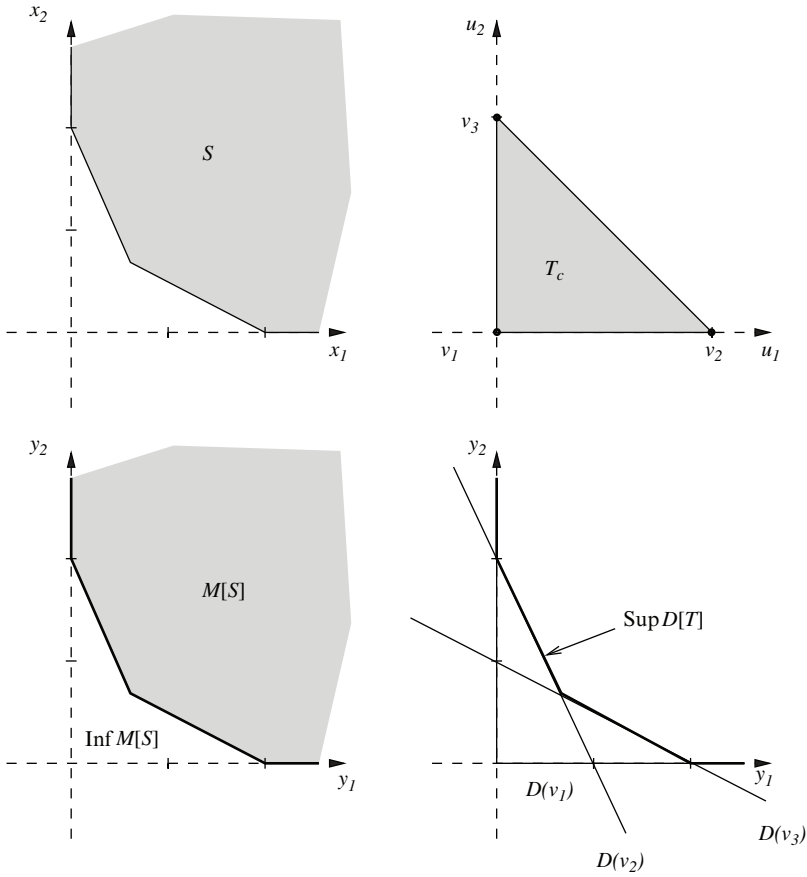 x2
S
x1
u2
v3
Tc
v1
v2
u1
y2
M[S]
Inf M[S]
y1
y2
Sup D[T]
D(v1)
y1
D(v3)
D(v2)